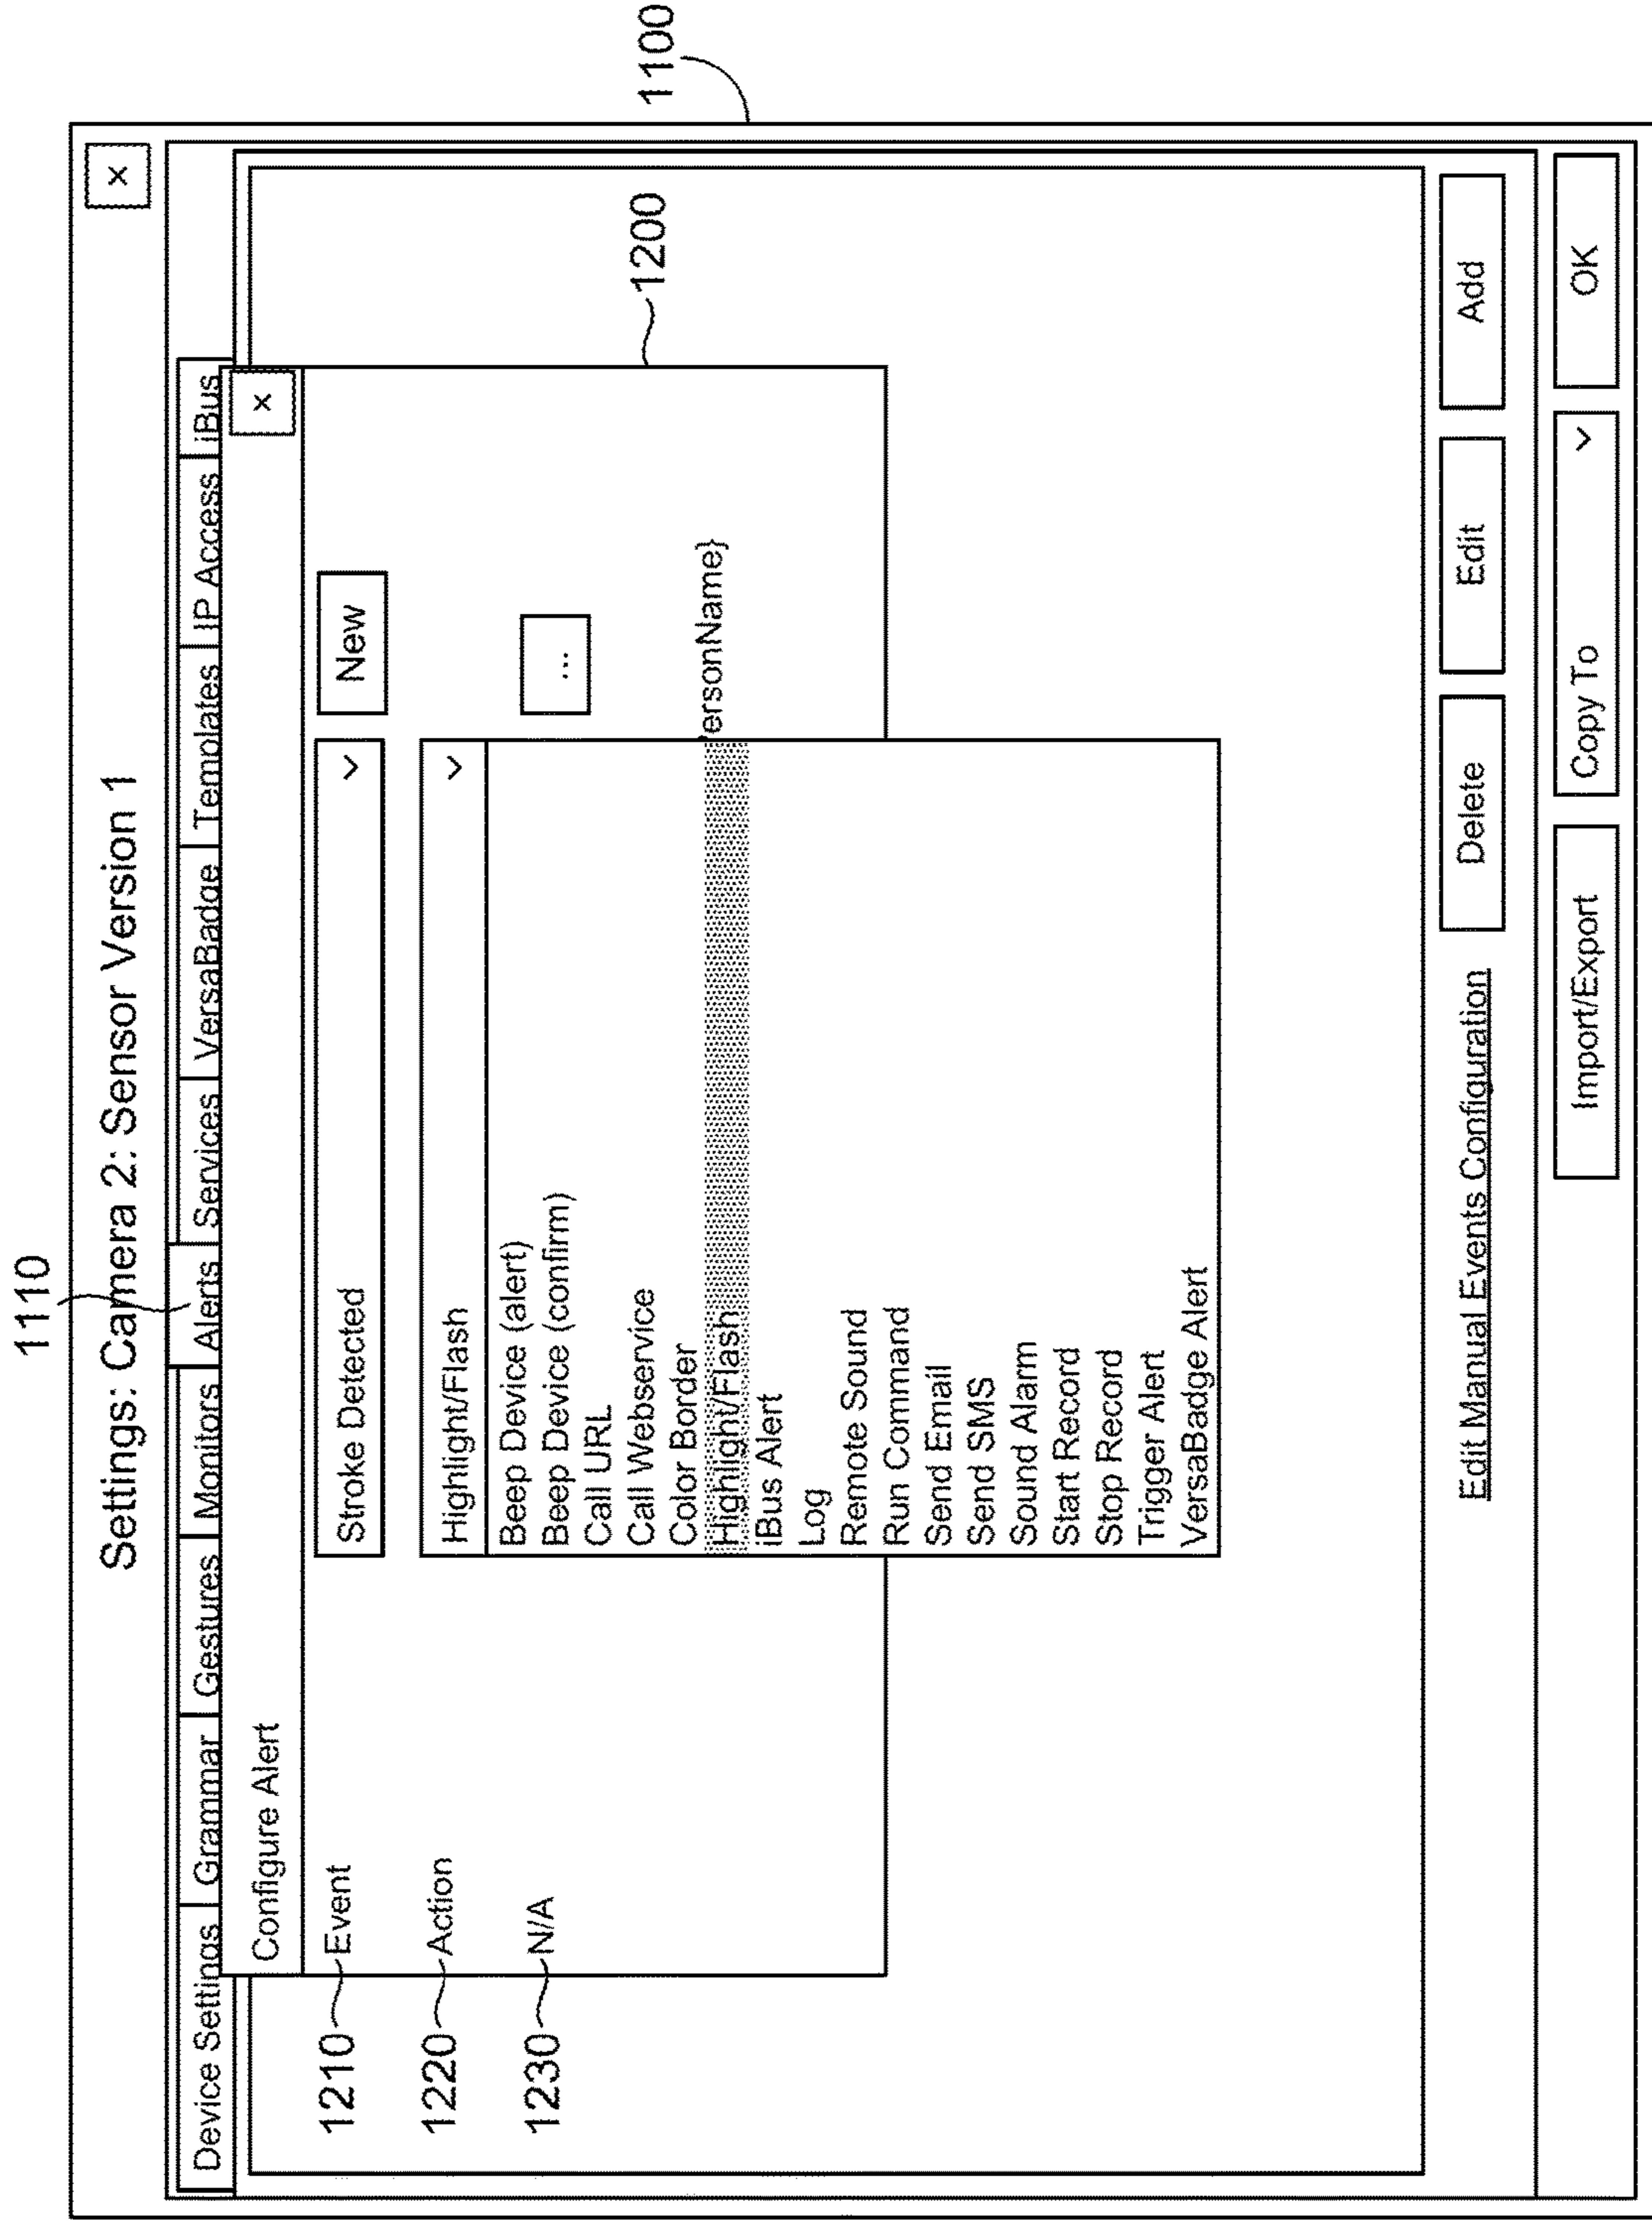 1110
Settings: Camera 2: Sensor Version 1
×
Device Settings Grammar Gestures Monitors Alerts Services VersaBadge Templates IP Access iBus
Configure Alert ×
1210 Event Stroke Detected New
1220 Action Highlight/Flash
1230 N/A ...
Beep Device (alert)
Beep Device (confirm)
Call URL
Call Webservice
Color Border
Highlight/Flash ersonName}
iBus Alert
Log
Remote Sound
Run Command
Send Email
Send SMS
Sound Alarm
Start Record
Stop Record
Trigger Alert
VersaBadge Alert
1200
1100
Edit Manual Events Configuration Delete Edit Add
Import/Export Copy To OK